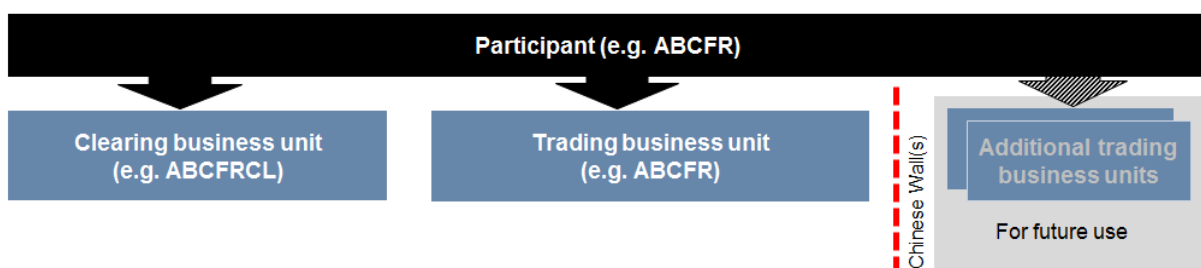 Participant (e.g. ABCFR)
Clearing business unit
(e.g. ABCFRCL)
Trading business unit
(e.g. ABCFR)
Chinese Wall(s)
Additional trading
business units
For future use